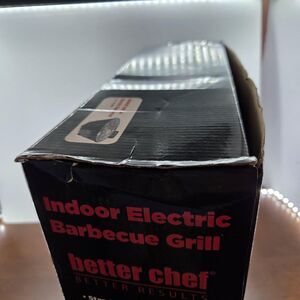 Indoor Electric
Barbecue Grill
better chef®
BETTER RESULTS